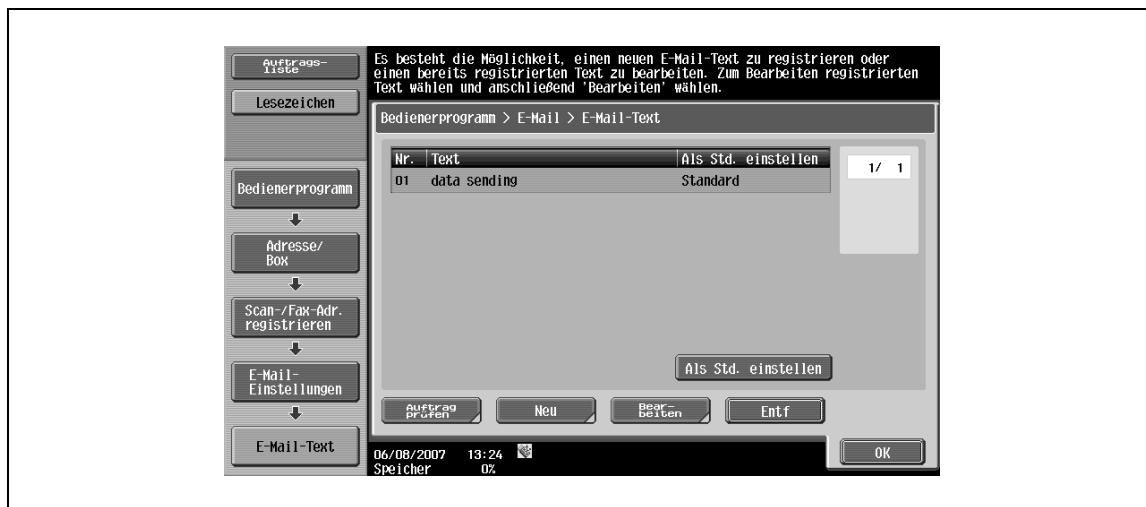 Auftrags-
liste
Lesezeichen
Es besteht die Möglichkeit, einen neuen E-Mail-Text zu registrieren oder
einen bereits registrierten Text zu bearbeiten. Zum Bearbeiten registrierten
Text wählen und anschließend 'Bearbeiten' wählen.
Bedienerprogramm > E-Mail > E-Mail-Text
Nr. Text Als Std. einstellen
01 data sending Standard
1/ 1
Bedienerprogramm
Adresse/
Box
Scan-/Fax-Adr.
registrieren
E-Mail-
Einstellungen
E-Mail-Text
Als Std. einstellen
Auftrag
prüfen
Neu
Bear-
beiten
Entf
06/08/2007 13:24
Speicher 0%
OK